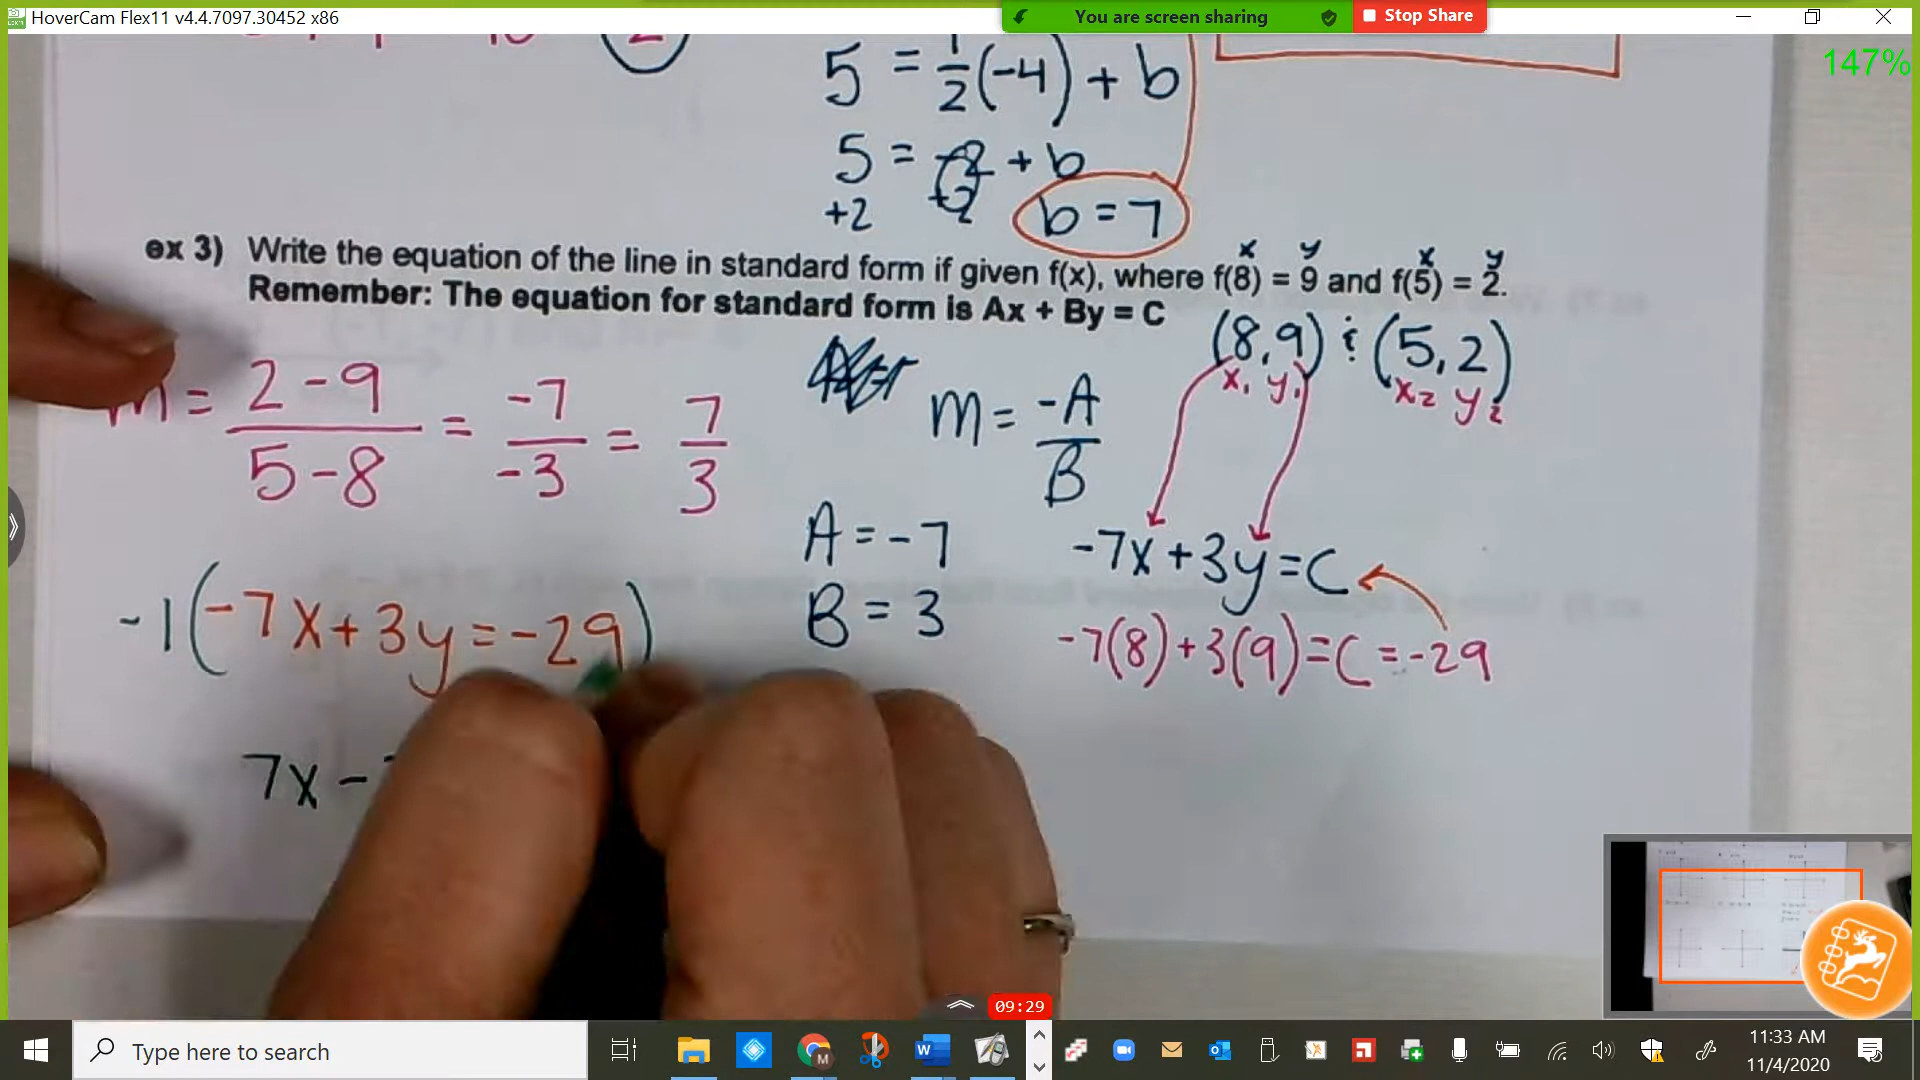 HoverCam Flex11 v4.4.7097.30452 x86
You are screen sharing
Stop Share
147%
5 = 1/2(-4) + b
5 = -2 + b
+2 +2
b = 7
x y x y
ex 3) Write the equation of the line in standard form if given f(x), where f(8) = 9 and f(5) = 2.
Remember: The equation for standard form is Ax + By = C
(8,9) & (5,2)
x₁ y₁ x₂ y₂
m = 2-9/5-8 = -7/-3 = 7/3
m = -A/B
A = -7
B = 3
-7x + 3y = C
-7(8) + 3(9) = C = -29
-1(-7x + 3y = -29)
7x -
09:29
Type here to search
11:33 AM
11/4/2020